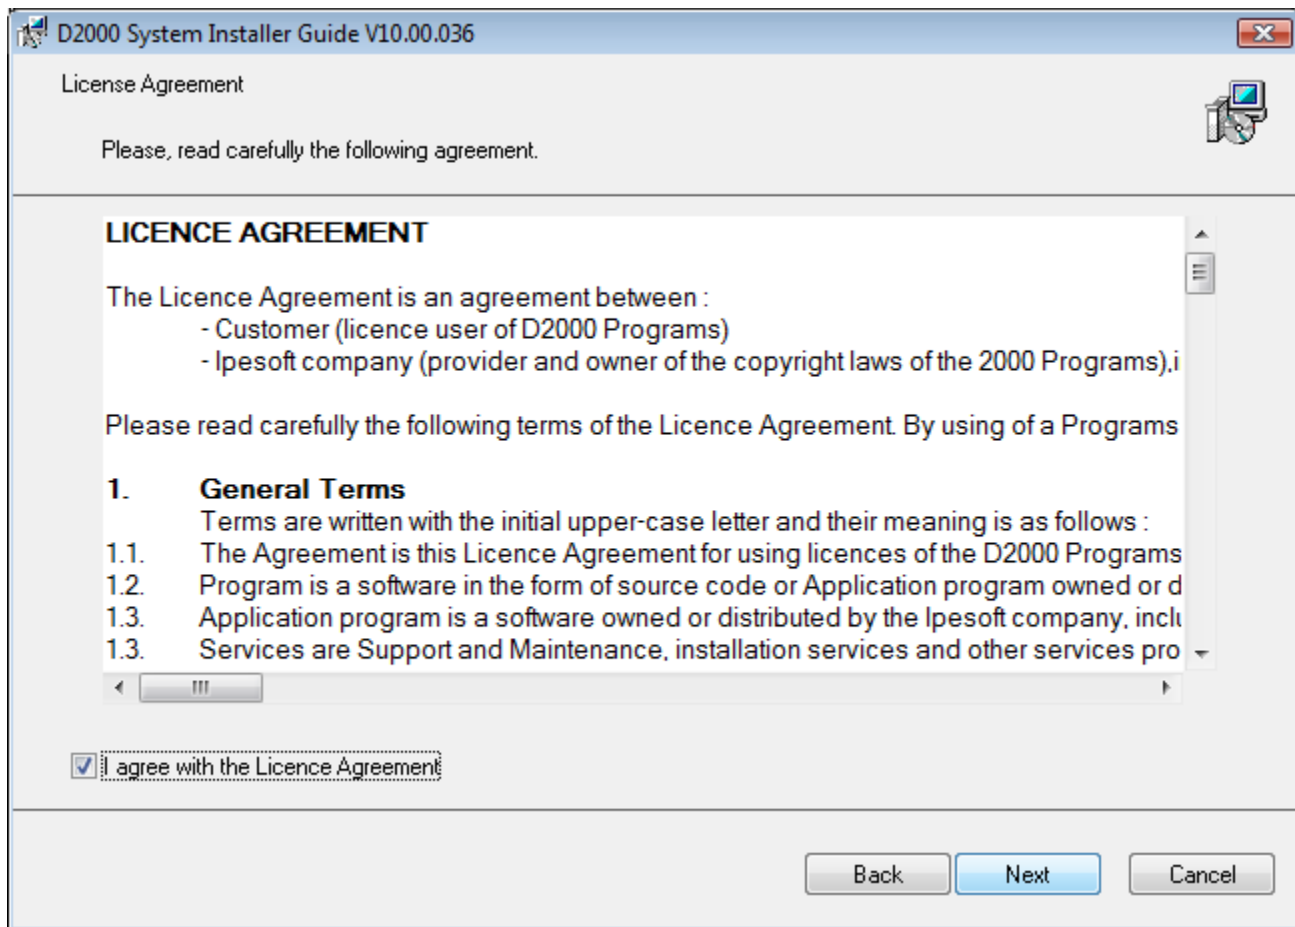 D2000 System Installer Guide V10.00.036
License Agreement
Please, read carefully the following agreement.
LICENCE AGREEMENT
The Licence Agreement is an agreement between :
- Customer (licence user of D2000 Programs)
- Ipesoft company (provider and owner of the copyright laws of the 2000 Programs),i
Please read carefully the following terms of the Licence Agreement. By using of a Programs
1. General Terms
Terms are written with the initial upper-case letter and their meaning is as follows :
1.1. The Agreement is this Licence Agreement for using licences of the D2000 Programs
1.2. Program is a software in the form of source code or Application program owned or d
1.3. Application program is a software owned or distributed by the Ipesoft company, inclu
1.3. Services are Support and Maintenance, installation services and other services pro
I agree with the Licence Agreement
Back Next Cancel